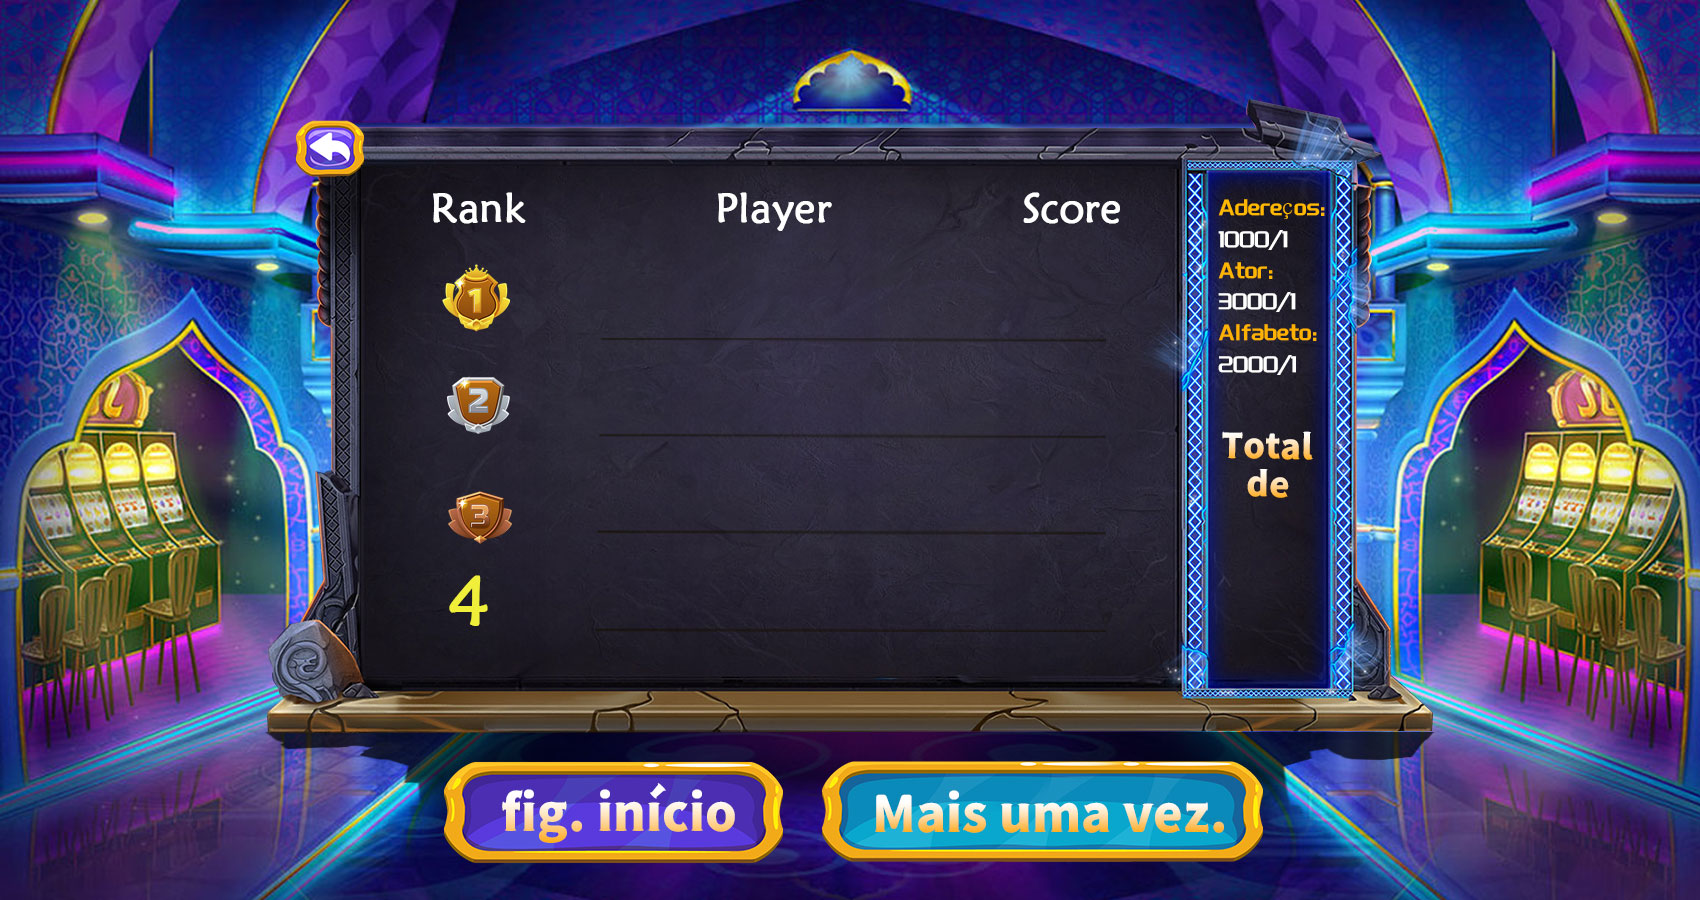 Rank Player Score
1
2
3
4
Adereços:
1000/1
Ator:
3000/1
Alfabeto:
2000/1
Total
de
fig. início
Mais uma vez.